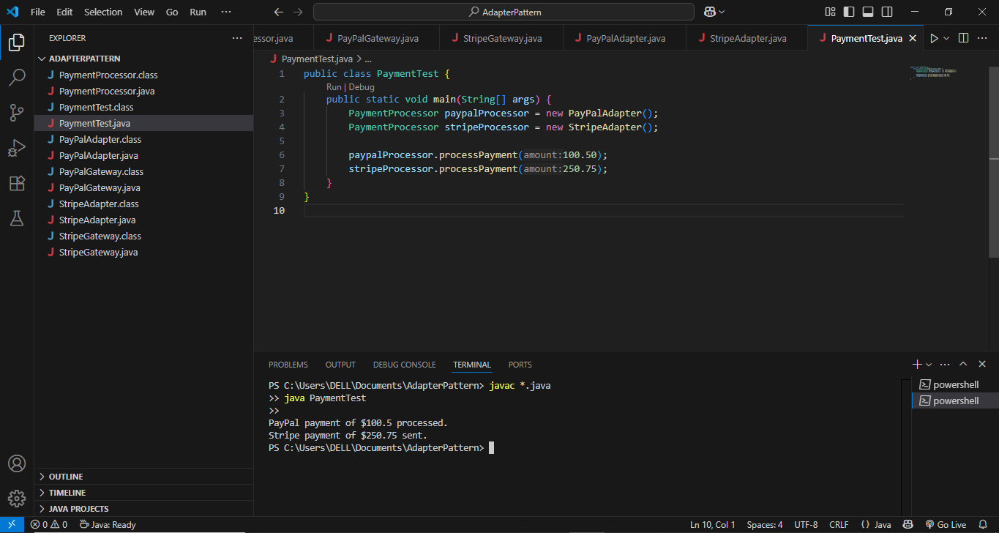 File Edit Selection View Go Run ···
AdapterPattern
EXPLORER
ADAPTERPATTERN
PaymentProcessor.class
PaymentProcessor.java
PaymentTest.class
PaymentTest.java
PayPalAdapter.class
PayPalAdapter.java
PayPalGateway.class
PayPalGateway.java
StripeAdapter.class
StripeAdapter.java
StripeGateway.class
StripeGateway.java
OUTLINE
TIMELINE
JAVA PROJECTS
essor.java PayPalGateway.java StripeGateway.java PayPalAdapter.java StripeAdapter.java PaymentTest.java
PaymentTest.java > ...
1 public class PaymentTest {
Run | Debug
2 public static void main(String[] args) {
3 PaymentProcessor paypalProcessor = new PayPalAdapter();
4 PaymentProcessor stripeProcessor = new StripeAdapter();
5
6 paypalProcessor.processPayment(amount:100.50);
7 stripeProcessor.processPayment(amount:250.75);
8 }
9 }
10
PROBLEMS OUTPUT DEBUG CONSOLE TERMINAL PORTS
PS C:\Users\DELL\Documents\AdapterPattern> javac *.java
>> java PaymentTest
>>
PayPal payment of $100.5 processed.
Stripe payment of $250.75 sent.
PS C:\Users\DELL\Documents\AdapterPattern>
powershell
powershell
0 0 Java: Ready Ln 10, Col 1 Spaces: 4 UTF-8 CRLF {} Java Go Live